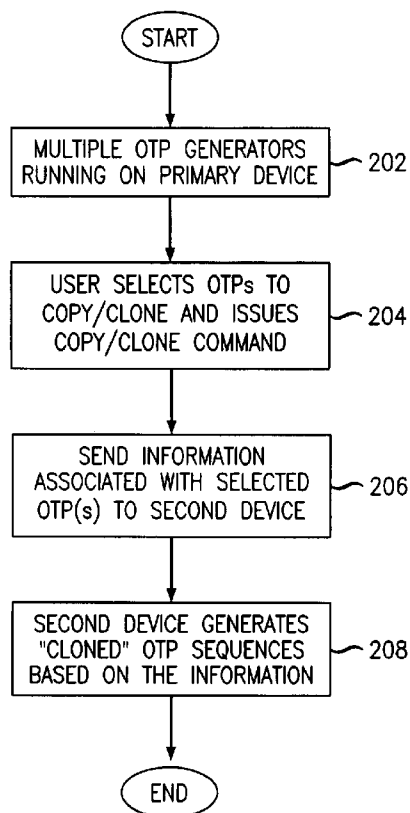 START
MULTIPLE OTP GENERATORS
RUNNING ON PRIMARY DEVICE
202
USER SELECTS OTPs TO
COPY/CLONE AND ISSUES
COPY/CLONE COMMAND
204
SEND INFORMATION
ASSOCIATED WITH SELECTED
OTP(s) TO SECOND DEVICE
206
SECOND DEVICE GENERATES
"CLONED" OTP SEQUENCES
BASED ON THE INFORMATION
208
END